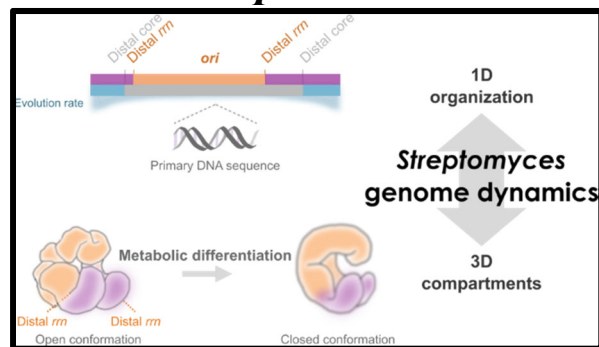 Distal core
Distal rrn
ori
Distal rrn
Distal core
Evolution rate
Primary DNA sequence
1D
organization
Streptomyces
genome dynamics
3D
compartments
Metabolic differentiation
Distal rrn
Distal rrn
Open conformation
Closed conformation